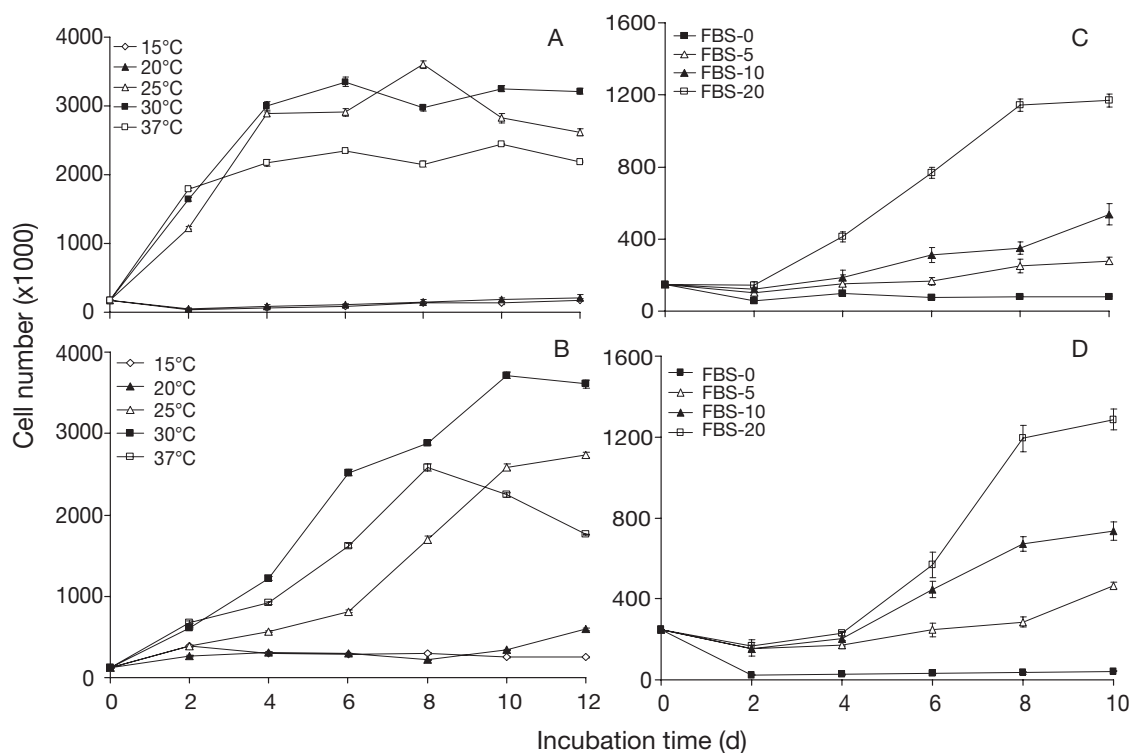 Cell number (x1000)
A
15°C
20°C
25°C
30°C
37°C
4000
3000
2000
1000
0
B
15°C
20°C
25°C
30°C
37°C
4000
3000
2000
1000
0
0 2 4 6 8 10 12
C
FBS-0
FBS-5
FBS-10
FBS-20
1600
1200
800
400
0
D
FBS-0
FBS-5
FBS-10
FBS-20
1600
1200
800
400
0
0 2 4 6 8 10
Incubation time (d)